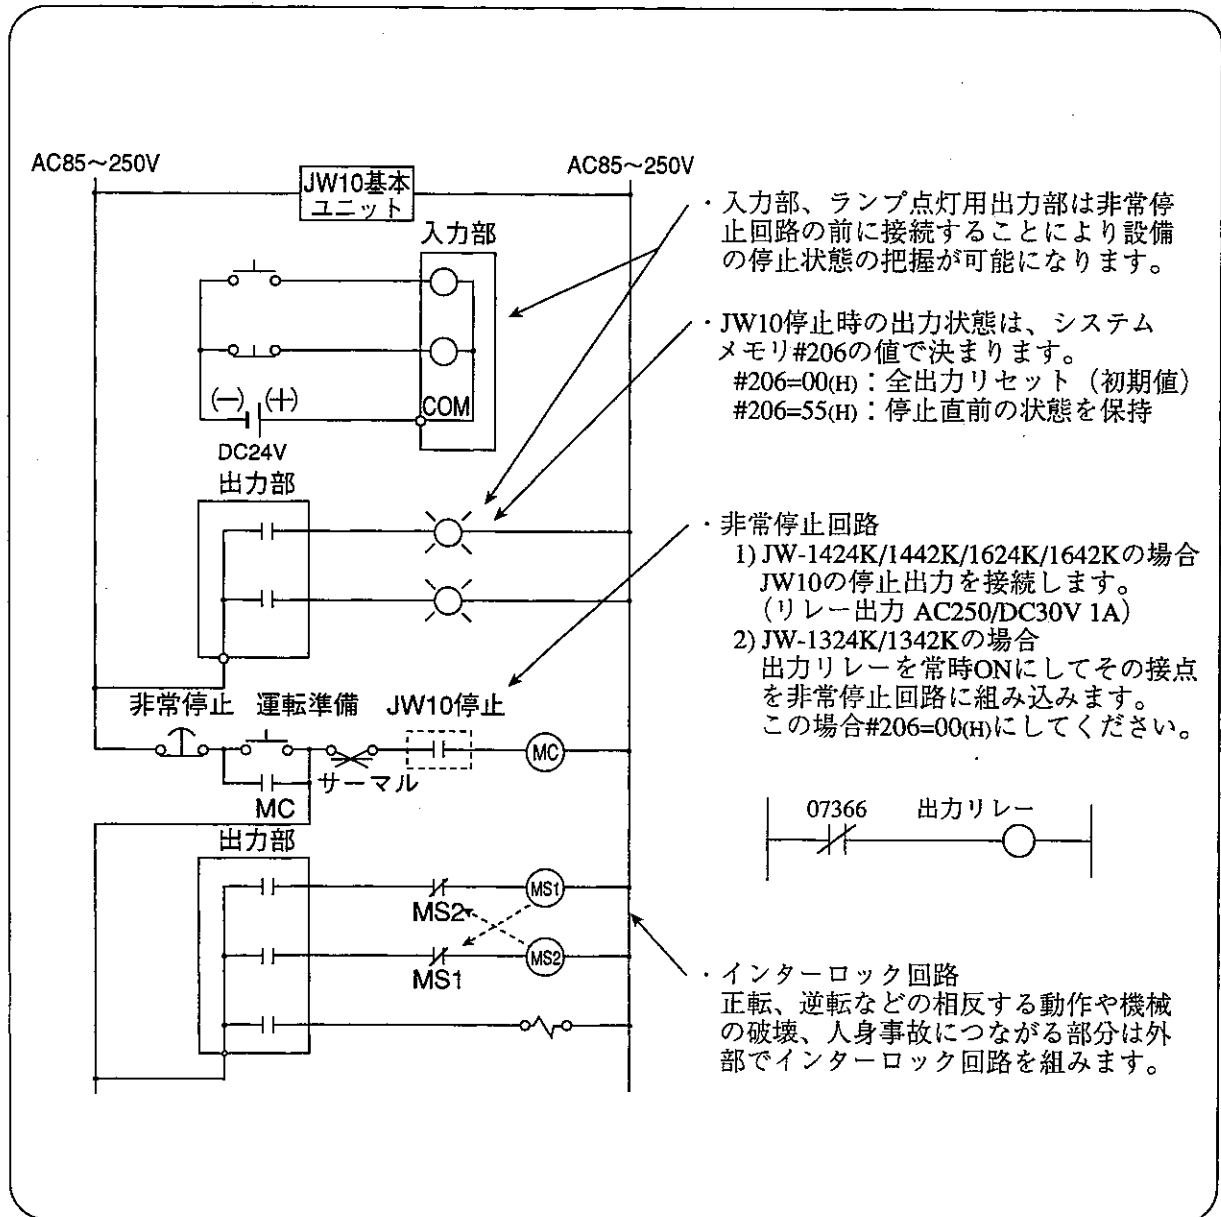 AC85～250V
AC85～250V
JW10基本
ユニット
入力部
(－) (＋)
COM
DC24V
出力部
非常停止 運転準備 JW10停止
MC
サーマル
MC
出力部
MS1
MS2
MS2
MS1
・入力部、ランプ点灯用出力部は非常停
止回路の前に接続することにより設備
の停止状態の把握が可能になります。
・JW10停止時の出力状態は、システム
メモリ#206の値で決まります。
#206=00(H)：全出力リセット（初期値）
#206=55(H)：停止直前の状態を保持
・非常停止回路
1) JW-1424K/1442K/1624K/1642Kの場合
JW10の停止出力を接続します。
（リレー出力 AC250/DC30V 1A）
2) JW-1324K/1342Kの場合
出力リレーを常時ONにしてその接点
を非常停止回路に組み込みます。
この場合#206=00(H)にしてください。
07366 出力リレー
・インターロック回路
正転、逆転などの相反する動作や機械
の破壊、人身事故につながる部分は外
部でインターロック回路を組みます。